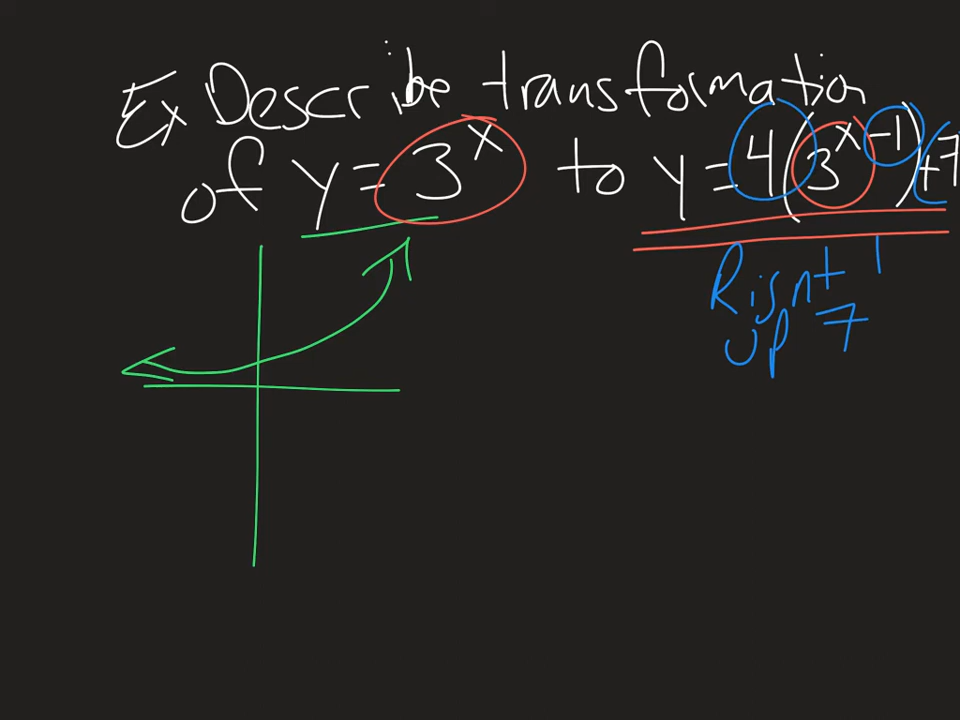 Ex Describe transformation
of y = 3^x to y = 4(3^{x-1})+7
Right 1
up 7